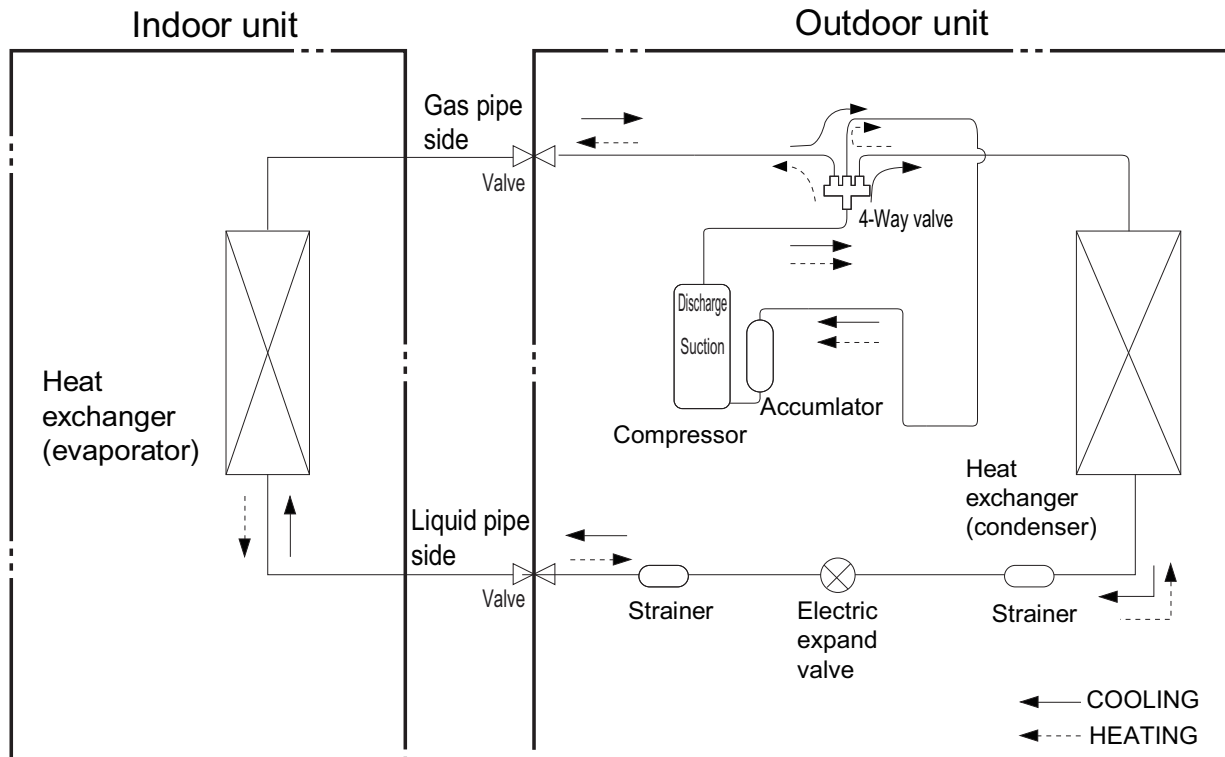 Indoor unit
Outdoor unit
Gas pipe
side
Valve
4-Way valve
Discharge
Suction
Heat
exchanger
(evaporator)
Accumlator
Compressor
Heat
exchanger
(condenser)
Liquid pipe
side
Valve
Strainer
Electric
expand
valve
Strainer
COOLING
HEATING